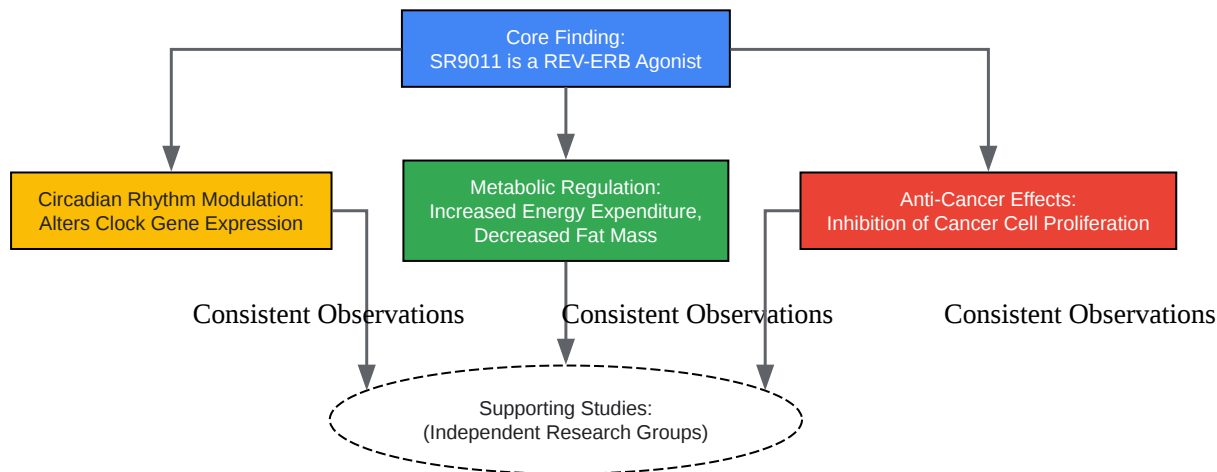 Core Finding:
SR9011 is a REV-ERB Agonist
Circadian Rhythm Modulation:
Alters Clock Gene Expression
Metabolic Regulation:
Increased Energy Expenditure,
Decreased Fat Mass
Anti-Cancer Effects:
Inhibition of Cancer Cell Proliferation
Consistent Observations
Consistent Observations
Consistent Observations
Supporting Studies:
(Independent Research Groups)